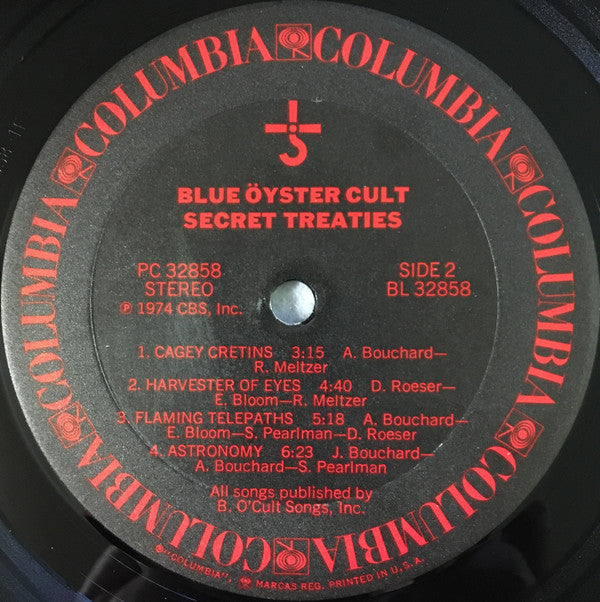 COLUMBIA COLUMBIA COLUMBIA COLUMBIA COLUMBIA COLUMBIA
BLUE ÖYSTER CULT
SECRET TREATIES
PC 32858 SIDE 2
STEREO BL 32858
Ⓟ 1974 CBS, Inc.
1. CAGEY CRETINS 3:15 A. Bouchard—
R. Meltzer
2. HARVESTER OF EYES 4:40 D. Roeser—
E. Bloom—R. Meltzer
3. FLAMING TELEPATHS 5:18 A. Bouchard—
E. Bloom—S. Pearlman—D. Roeser
4. ASTRONOMY 6:23 J. Bouchard—
A. Bouchard—S. Pearlman
All songs published by
B. O'Cult Songs, Inc.
®"COLUMBIA", MARCAS REG. PRINTED IN U.S.A.